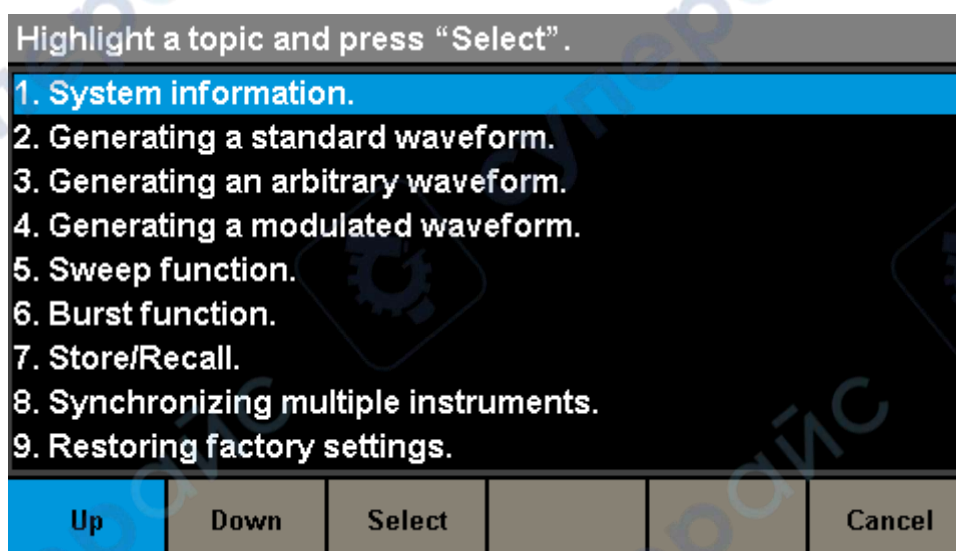 Highlight a topic and press “Select”.
1. System information.
2. Generating a standard waveform.
3. Generating an arbitrary waveform.
4. Generating a modulated waveform.
5. Sweep function.
6. Burst function.
7. Store/Recall.
8. Synchronizing multiple instruments.
9. Restoring factory settings.
Up Down Select Cancel